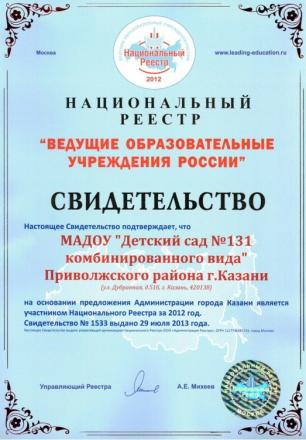 Москва
Национальный Реестр
2012
www.leading-education.ru
НАЦИОНАЛЬНЫЙ
РЕЕСТР
“ВЕДУЩИЕ ОБРАЗОВАТЕЛЬНЫЕ
УЧРЕЖДЕНИЯ РОССИИ”
СВИДЕТЕЛЬСТВО
Настоящее Свидетельство подтверждает, что
МАДОУ "Детский сад №131
комбинированного вида"
Приволжского района г.Казани
(ул. Дубравная, д.51б, г. Казань, 420138)
на основании предложения Администрации города Казани является
участником Национального Реестра за 2012 год.
Свидетельство № 1533 выдано 29 июля 2013 года.
Управляющий Реестра
А.Е. Михеев